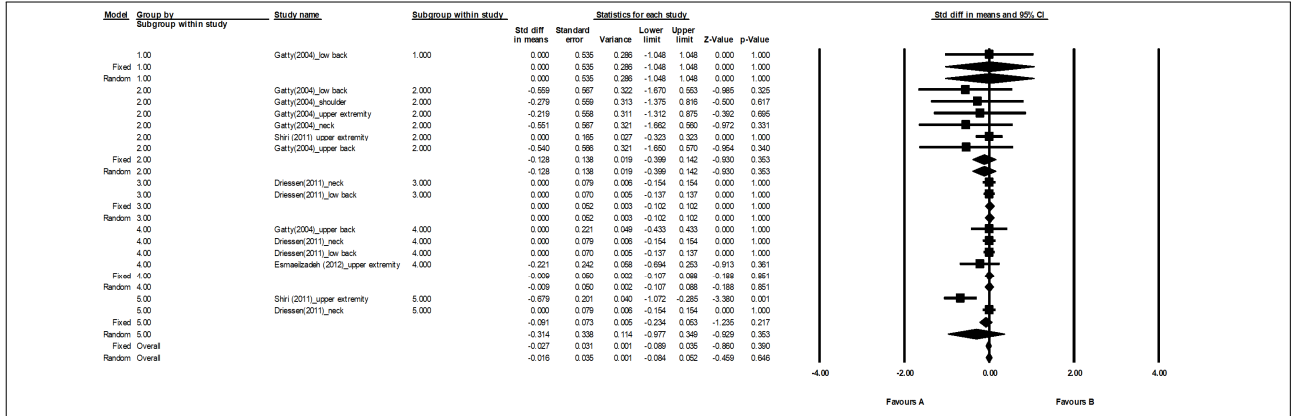 Model Group by Study name Subgroup within study Statistics for each study Std diff in means and 95% CI
Subgroup within study
Std diff Standard Lower Upper
in means error Variance limit limit Z-Value p-Value
1.00 Gatty(2004)_low back 1.000 0.000 0.535 0.286 -1.048 1.048 0.000 1.000
Fixed 1.00 0.000 0.535 0.286 -1.048 1.048 0.000 1.000
Random 1.00 0.000 0.535 0.286 -1.048 1.048 0.000 1.000
2.00 Gatty(2004)_low back 2.000 -0.559 0.567 0.322 -1.670 0.553 -0.985 0.325
2.00 Gatty(2004)_shoulder 2.000 -0.279 0.559 0.313 -1.375 0.816 -0.500 0.617
2.00 Gatty(2004)_upper extremity 2.000 -0.219 0.558 0.311 -1.312 0.875 -0.392 0.695
2.00 Gatty(2004)_neck 2.000 -0.551 0.567 0.321 -1.662 0.560 -0.972 0.331
2.00 Shiri (2011)_upper extremity 2.000 0.000 0.165 0.027 -0.323 0.323 0.000 1.000
2.00 Gatty(2004)_upper back 2.000 -0.540 0.566 0.321 -1.650 0.570 -0.954 0.340
Fixed 2.00 -0.128 0.138 0.019 -0.399 0.142 -0.930 0.353
Random 2.00 -0.128 0.138 0.019 -0.399 0.142 -0.930 0.353
3.00 Driessen(2011)_neck 3.000 0.000 0.079 0.006 -0.154 0.154 0.000 1.000
3.00 Driessen(2011)_low back 3.000 0.000 0.070 0.005 -0.137 0.137 0.000 1.000
Fixed 3.00 0.000 0.052 0.003 -0.102 0.102 0.000 1.000
Random 3.00 0.000 0.052 0.003 -0.102 0.102 0.000 1.000
4.00 Gatty(2004)_upper back 4.000 0.000 0.221 0.049 -0.433 0.433 0.000 1.000
4.00 Driessen(2011)_neck 4.000 0.000 0.079 0.006 -0.154 0.154 0.000 1.000
4.00 Driessen(2011)_low back 4.000 0.000 0.070 0.005 -0.137 0.137 0.000 1.000
4.00 Esmaeilzadeh (2012)_upper extremity 4.000 -0.221 0.242 0.058 -0.694 0.253 -0.913 0.361
Fixed 4.00 -0.009 0.050 0.002 -0.107 0.088 -0.188 0.851
Random 4.00 -0.009 0.050 0.002 -0.107 0.088 -0.188 0.851
5.00 Shiri (2011)_upper extremity 5.000 -0.679 0.201 0.040 -1.072 -0.285 -3.380 0.001
5.00 Driessen(2011)_neck 5.000 0.000 0.079 0.006 -0.154 0.154 0.000 1.000
Fixed 5.00 -0.091 0.073 0.005 -0.234 0.053 -1.235 0.217
Random 5.00 -0.314 0.338 0.114 -0.977 0.349 -0.929 0.353
Fixed Overall -0.027 0.031 0.001 -0.089 0.035 -0.860 0.390
Random Overall -0.016 0.035 0.001 -0.084 0.052 -0.459 0.646
-4.00 -2.00 0.00 2.00 4.00
Favours A Favours B